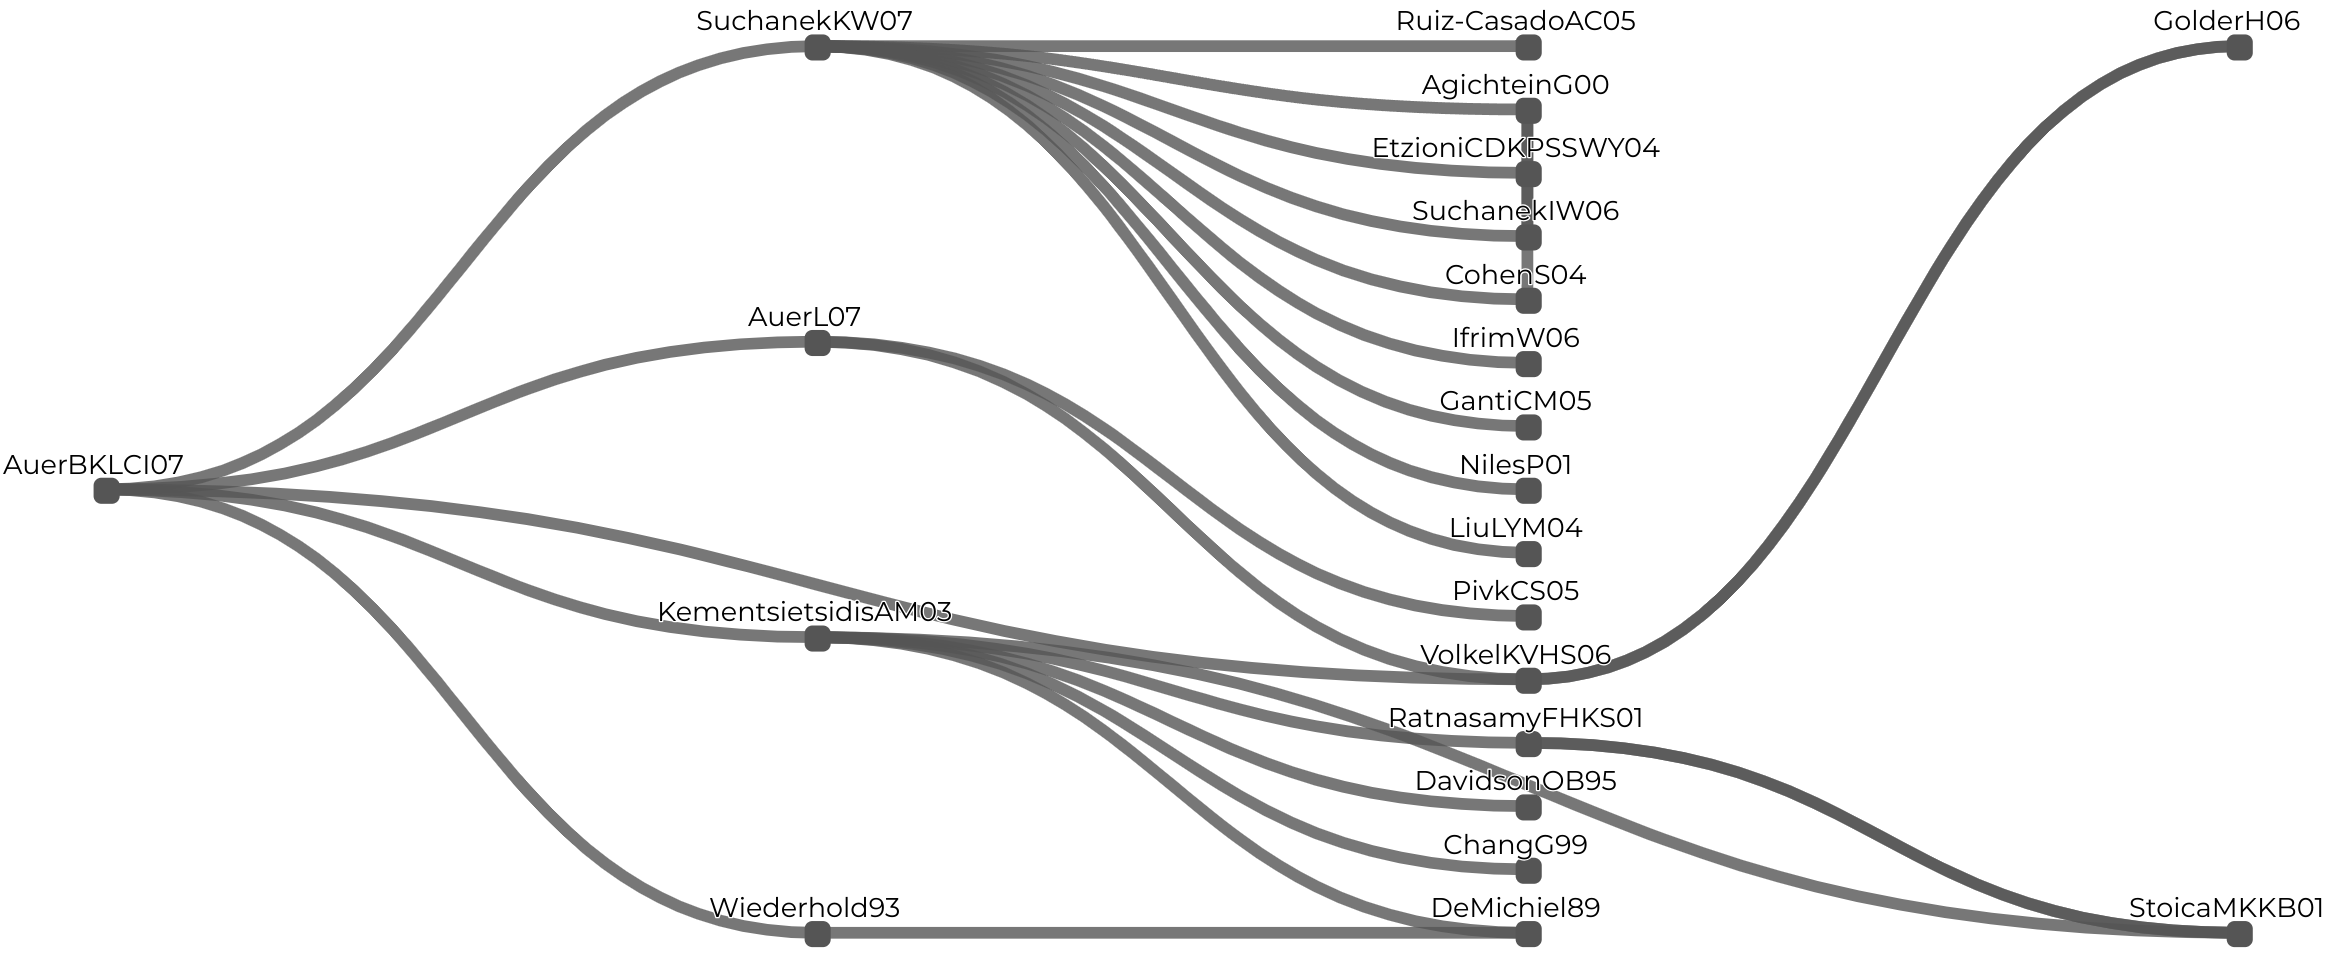 SuchanekKW07
Ruiz-CasadoAC05
GolderH06
AgichteinG00
EtzioniCDKPSSWY04
SuchanekIW06
CohenS04
AuerL07
IfrimW06
GantiCM05
AuerBKLCI07
NilesP01
LiuLYM04
PivkCS05
KementsietsidisAM03
VolkelKVHS06
RatnasamyFHKS01
DavidsonOB95
ChangG99
Wiederhold93
DeMichiel89
StoicaMKKB01